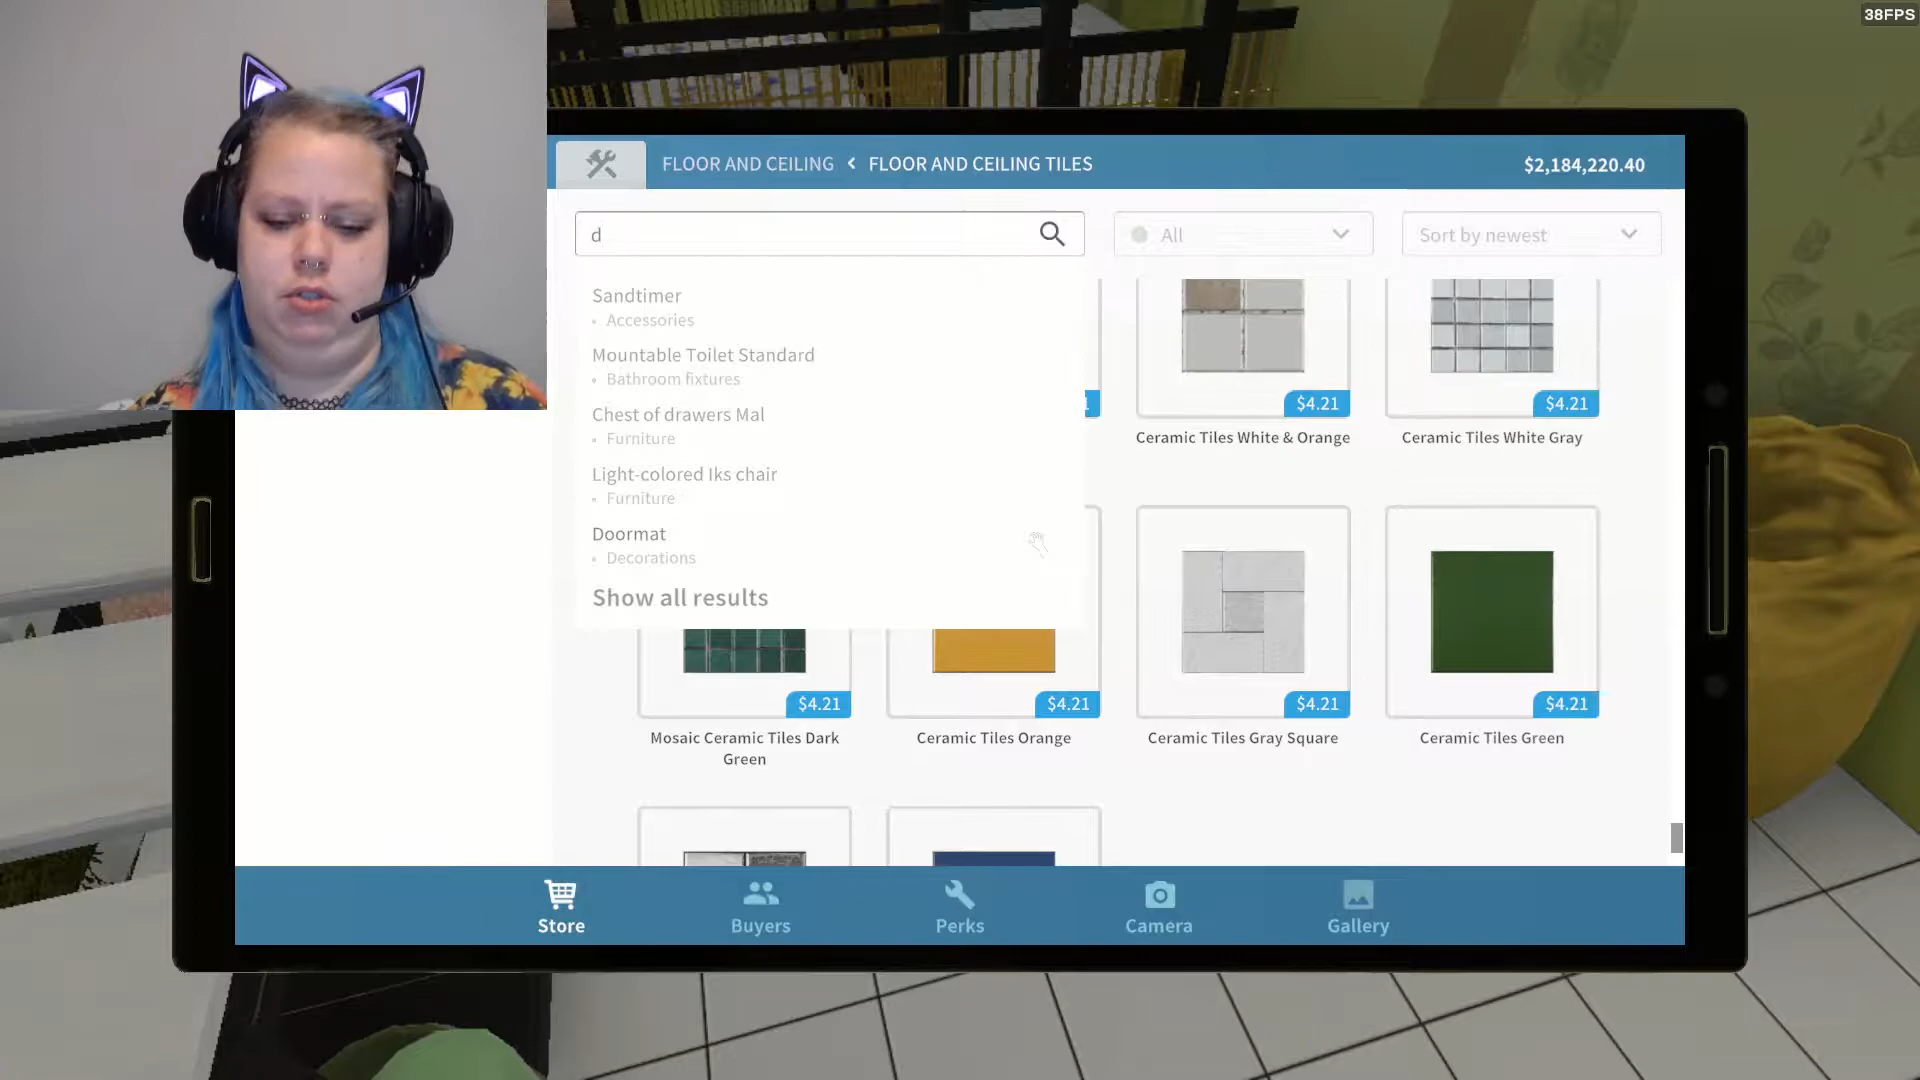 38FPS
FLOOR AND CEILING < FLOOR AND CEILING TILES
$2,184,220.40
d
All
Sort by newest
Sandtimer
• Accessories
Mountable Toilet Standard
• Bathroom fixtures
Chest of drawers Mal
• Furniture
Light-colored Iks chair
• Furniture
Doormat
• Decorations
Show all results
1
$4.21
$4.21
Ceramic Tiles White & Orange
Ceramic Tiles White Gray
$4.21
$4.21
$4.21
$4.21
Mosaic Ceramic Tiles Dark
Green
Ceramic Tiles Orange
Ceramic Tiles Gray Square
Ceramic Tiles Green
Store
Buyers
Perks
Camera
Gallery